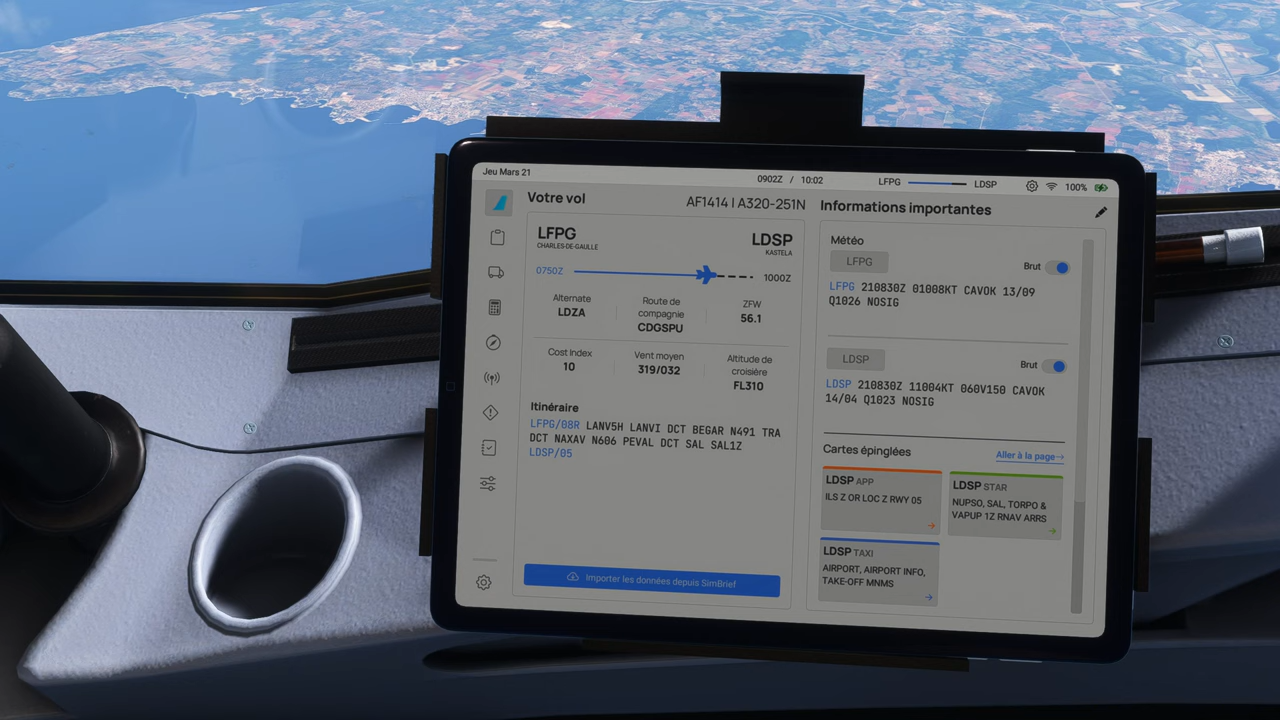 Jeu Mars 21
0902Z / 10:02
LFPG LDSP
100%
Votre vol
AF1414 | A320-251N
LFPG
CHARLES-DE-GAULLE
LDSP
KASTELA
0750Z
1000Z
Alternate
LDZA
Route de
compagnie
CDGSPU
ZFW
56.1
Cost Index
10
Vent moyen
319/032
Altitude de
croisière
FL310
Itinéraire
LFPG/08R LANV5H LANVI DCT BEGAR N491 TRA
DCT NAXAV N606 PEVAL DCT SAL SAL1Z
LDSP/05
Importer les données depuis SimBrief
Informations importantes
Météo
LFPG
Brut
LFPG 210830Z 01008KT CAVOK 13/09
Q1026 NOSIG
LDSP
Brut
LDSP 210830Z 11004KT 060V150 CAVOK
14/04 Q1023 NOSIG
Cartes épinglées
Aller à la page→
LDSP APP
ILS Z OR LOC Z RWY 05
LDSP STAR
NUPSO, SAL, TORPO &
VAPUP 1Z RNAV ARRS
LDSP TAXI
AIRPORT, AIRPORT INFO,
TAKE-OFF MNMS